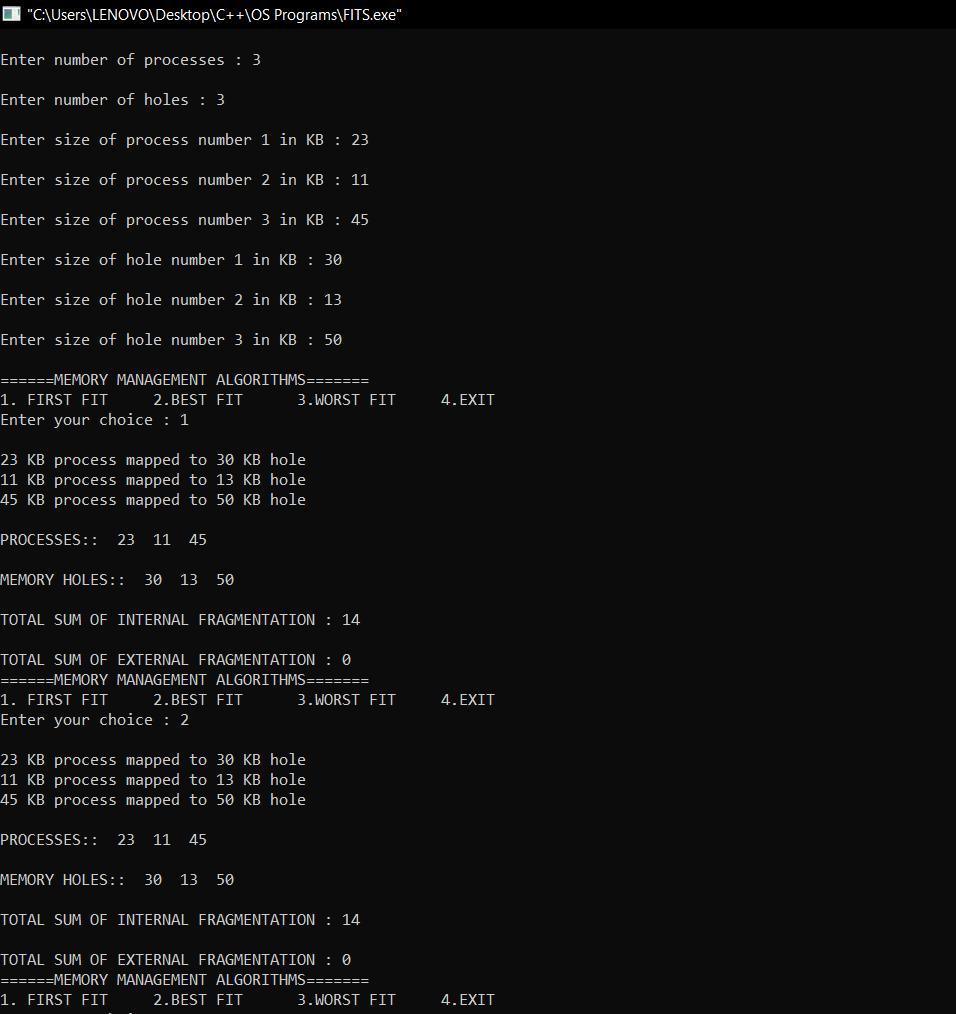 "C:\Users\LENOVO\Desktop\C++\OS Programs\FITS.exe"
Enter number of processes : 3
Enter number of holes : 3
Enter size of process number 1 in KB : 23
Enter size of process number 2 in KB : 11
Enter size of process number 3 in KB : 45
Enter size of hole number 1 in KB : 30
Enter size of hole number 2 in KB : 13
Enter size of hole number 3 in KB : 50
======MEMORY MANAGEMENT ALGORITHMS=======
1. FIRST FIT     2.BEST FIT      3.WORST FIT     4.EXIT
Enter your choice : 1
23 KB process mapped to 30 KB hole
11 KB process mapped to 13 KB hole
45 KB process mapped to 50 KB hole
PROCESSES::  23  11  45
MEMORY HOLES::  30  13  50
TOTAL SUM OF INTERNAL FRAGMENTATION : 14
TOTAL SUM OF EXTERNAL FRAGMENTATION : 0
======MEMORY MANAGEMENT ALGORITHMS=======
1. FIRST FIT     2.BEST FIT      3.WORST FIT     4.EXIT
Enter your choice : 2
23 KB process mapped to 30 KB hole
11 KB process mapped to 13 KB hole
45 KB process mapped to 50 KB hole
PROCESSES::  23  11  45
MEMORY HOLES::  30  13  50
TOTAL SUM OF INTERNAL FRAGMENTATION : 14
TOTAL SUM OF EXTERNAL FRAGMENTATION : 0
======MEMORY MANAGEMENT ALGORITHMS=======
1. FIRST FIT     2.BEST FIT      3.WORST FIT     4.EXIT